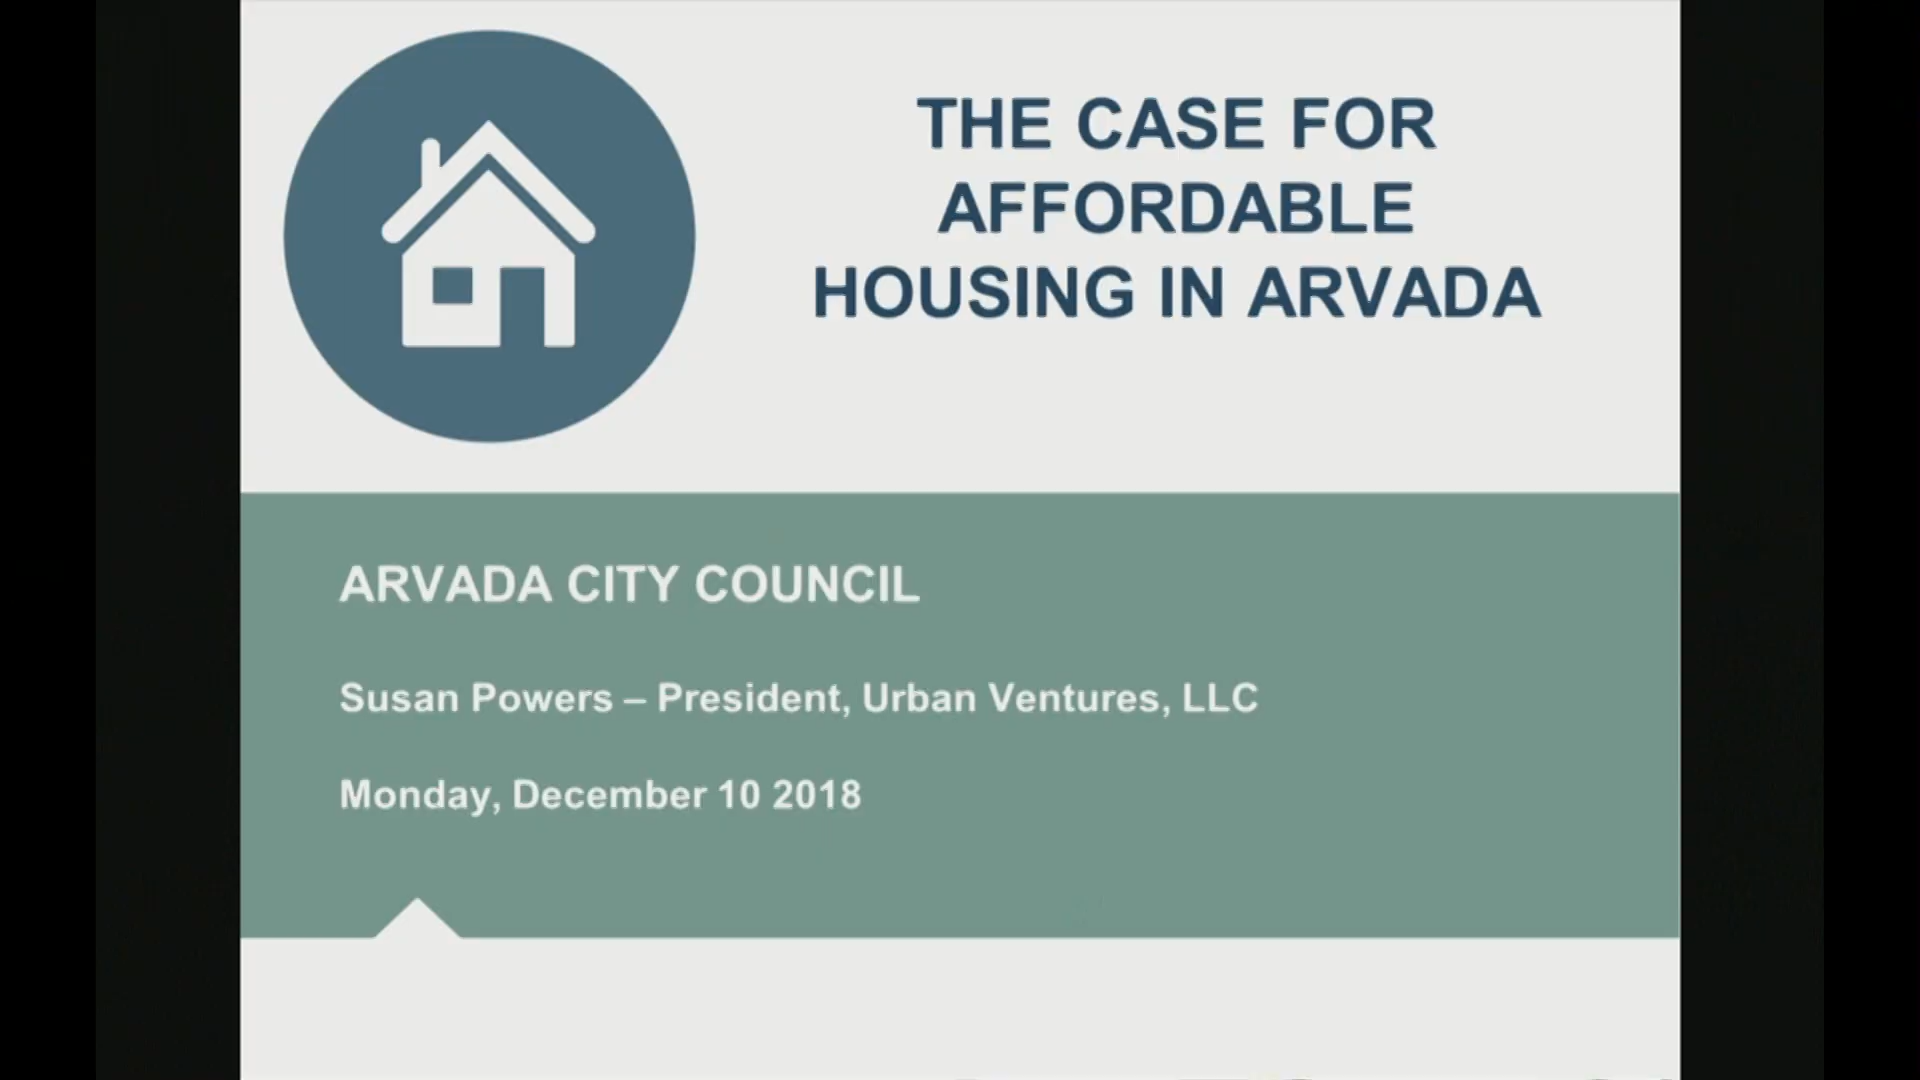 THE CASE FOR
AFFORDABLE
HOUSING IN ARVADA
ARVADA CITY COUNCIL
Susan Powers – President, Urban Ventures, LLC
Monday, December 10 2018